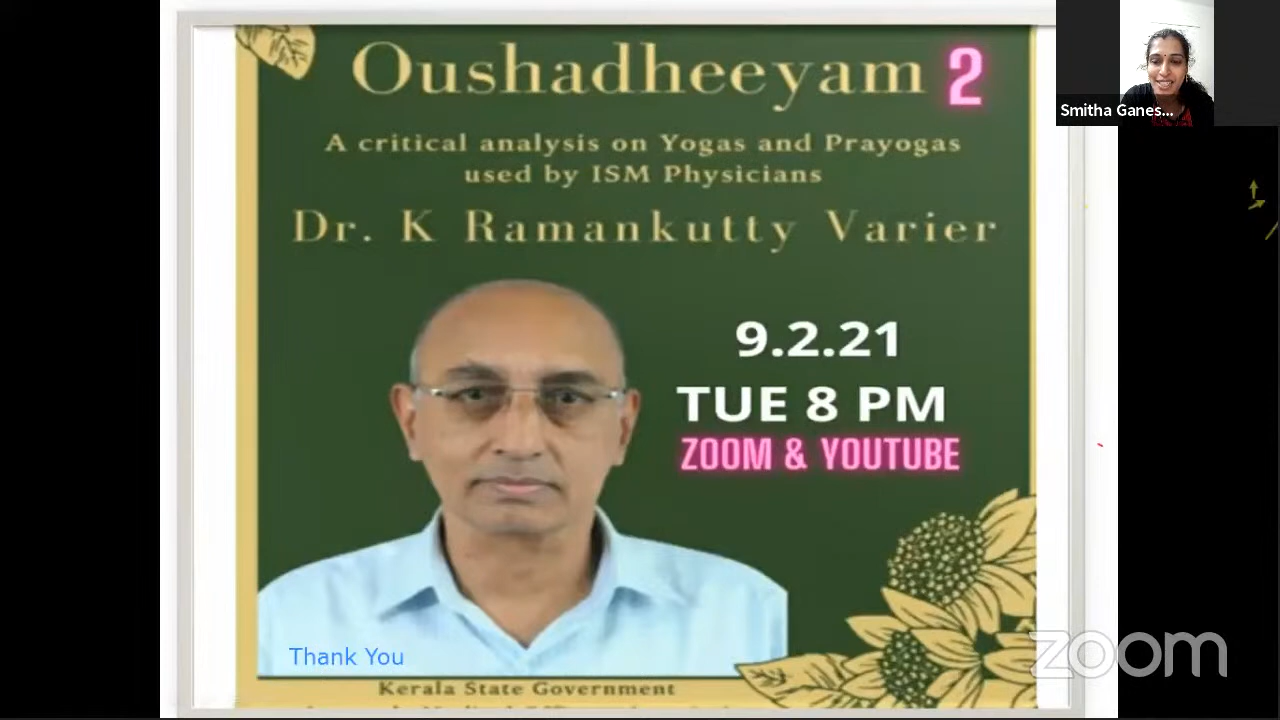 Oushadheeyam 2
A critical analysis on Yogas and Prayogas
used by ISM Physicians
Dr. K Ramankutty Varier
9.2.21
TUE 8 PM
ZOOM & YOUTUBE
Thank You
Kerala State Government
Smitha Ganes...
zoom